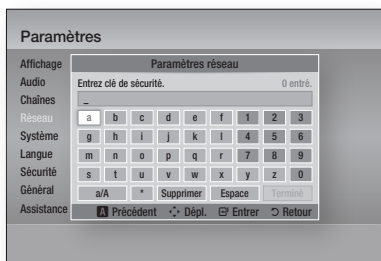 Paramètres
Affichage
Audio
Chaînes
Réseau
Système
Langue
Sécurité
Général
Assistance
Paramètres réseau
Entrez clé de sécurité. 0 entré.
_
a b c d e f 1 2 3
g h i j k l 4 5 6
m n o p q r 7 8 9
s t u v w x y z 0
a/A * Supprimer Espace Terminé
A Précédent Dépl. Entrer Retour